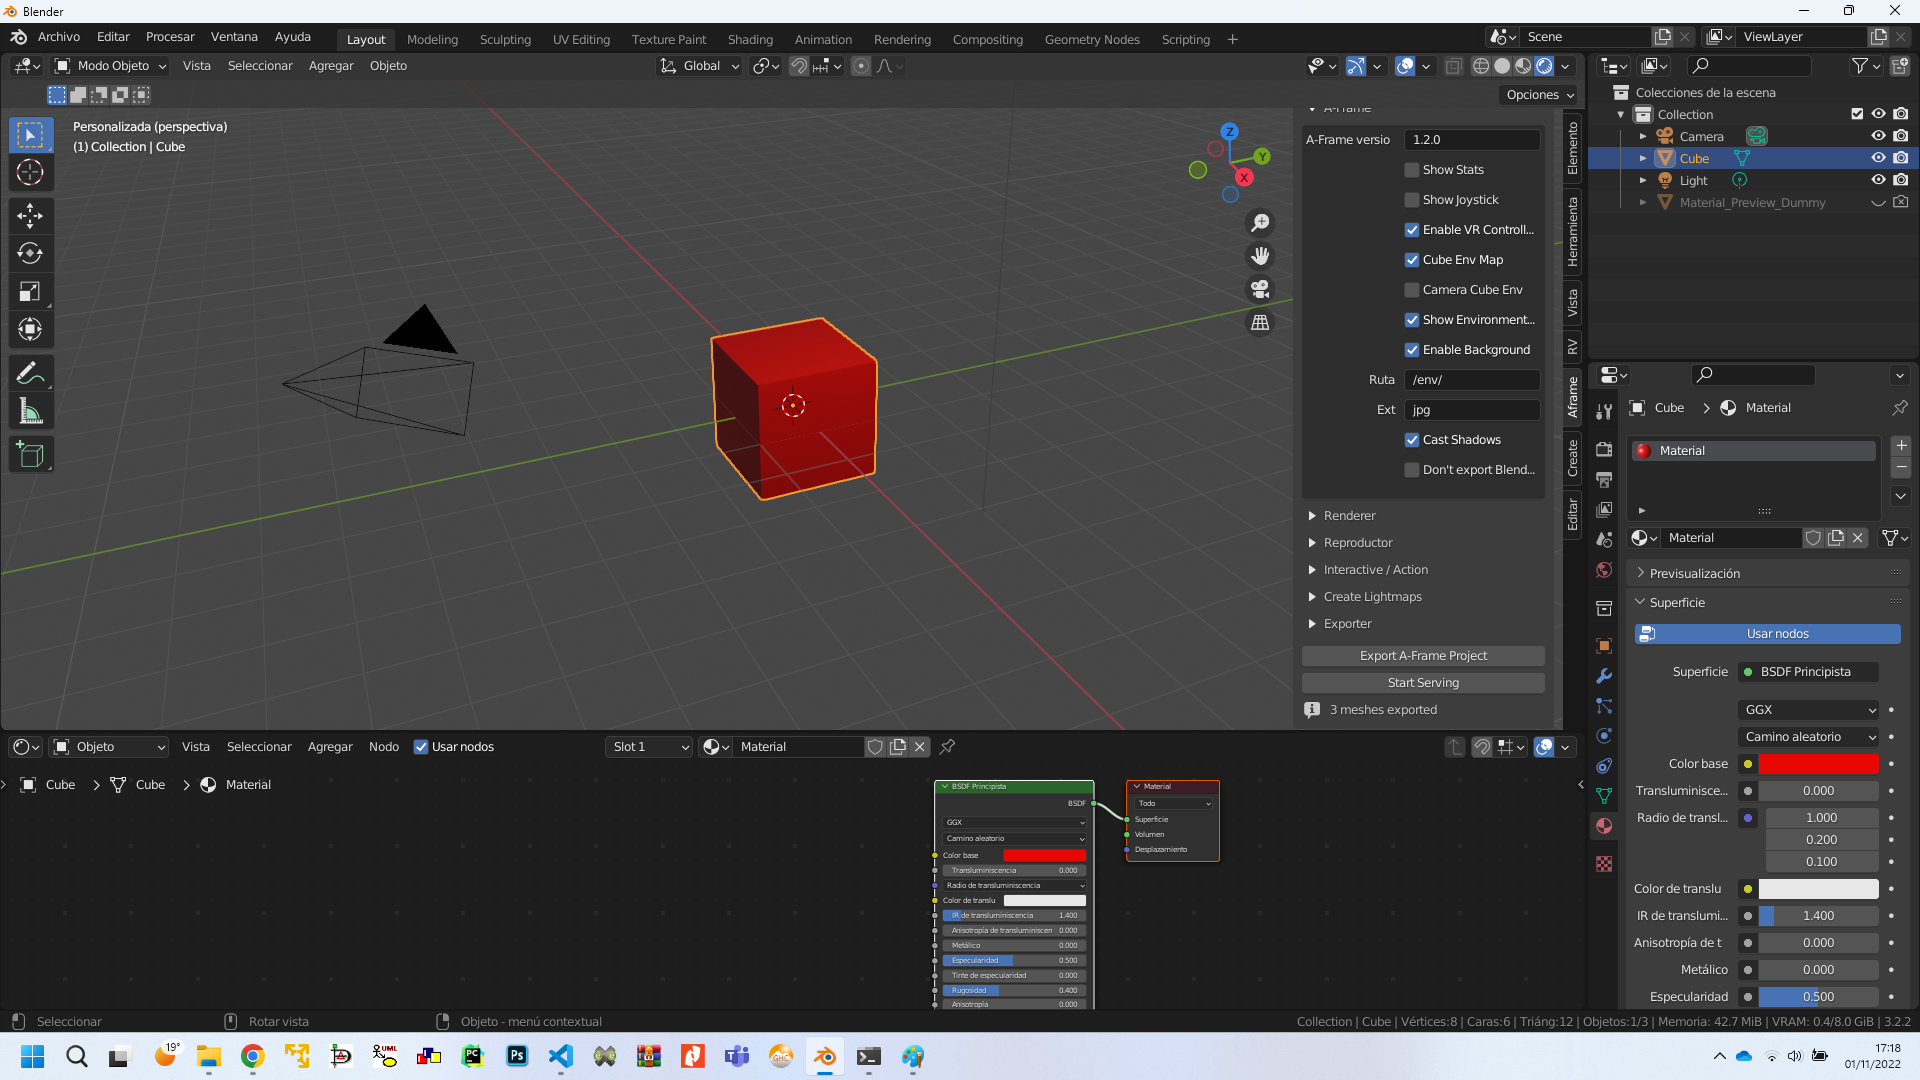 Blender
Archivo Editar Procesar Ventana Ayuda
Layout Modeling Sculpting UV Editing Texture Paint Shading Animation Rendering Compositing Geometry Nodes Scripting +
Scene
ViewLayer
Modo Objeto Vista Seleccionar Agregar Objeto
Global
Opciones
Personalizada (perspectiva)
(1) Collection | Cube
Z
Y
X
A-Frame
A-Frame versio 1.2.0
Show Stats
Show Joystick
Enable VR Controll...
Cube Env Map
Camera Cube Env
Show Environment...
Enable Background
Ruta /env/
Ext jpg
Cast Shadows
Don't export Blend...
Renderer
Reproductor
Interactive / Action
Create Lightmaps
Exporter
Export A-Frame Project
Start Serving
3 meshes exported
Elemento
Herramienta
Vista
RV
Aframe
Create
Editar
Colecciones de la escena
Collection
Camera
Cube
Light
Material_Preview_Dummy
Cube > Material
Material
Material
Previsualización
Superficie
Usar nodos
Superficie BSDF Principista
GGX
Camino aleatorio
Color base
Transluminisce... 0.000
Radio de transl... 1.000
0.200
0.100
Color de translu
IR de translumi... 1.400
Anisotropía de t 0.000
Metálico 0.000
Especularidad 0.500
Objeto Vista Seleccionar Agregar Nodo Usar nodos
Slot 1 Material
Cube > Cube > Material
BSDF Principista
BSDF
GGX
Camino aleatorio
Color base
Transluminiscencia 0.000
Radio de transluminiscencia
Color de translu
IR de transluminiscencia 1.400
Anisotropía de transluminiscen 0.000
Metálico 0.000
Especularidad 0.500
Tinte de especularidad 0.000
Rugosidad 0.400
Anisotropía 0.000
Material
Todo
Superficie
Volumen
Desplazamiento
Seleccionar Rotar vista Objeto - menú contextual
Collection | Cube | Vértices:8 | Caras:6 | Triáng:12 | Objetos:1/3 | Memoria: 42.7 MiB | VRAM: 0.4/8.0 GiB | 3.2.2
19°
UML
PC
Ps
GHC
17:18
01/11/2022